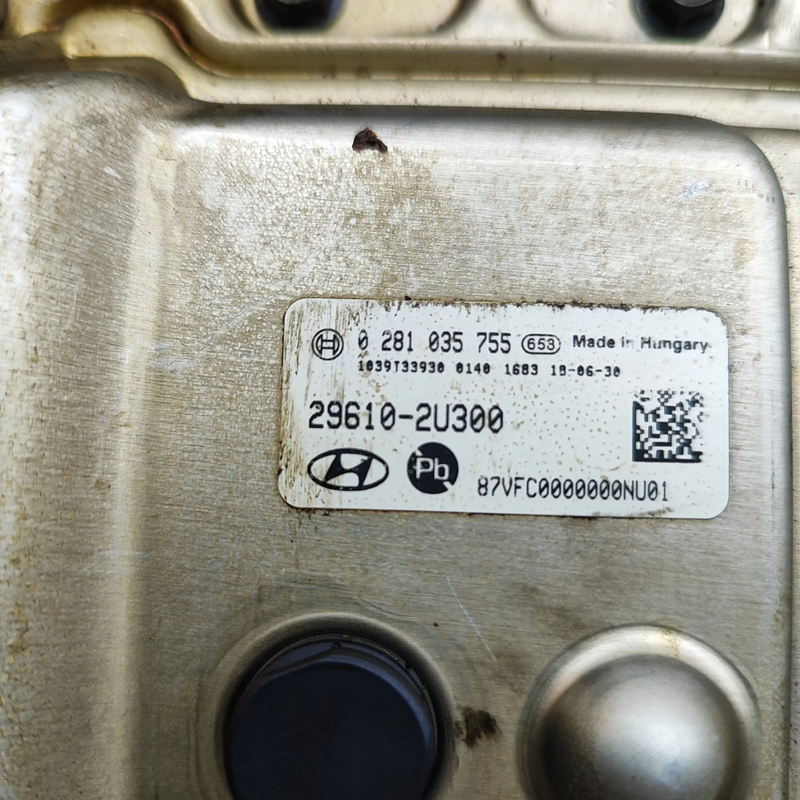 0 281 035 755 653 Made in Hungary
1039T33930 0140 1683 18-06-30
29610-2U300
Pb
87VFC0000000NU01